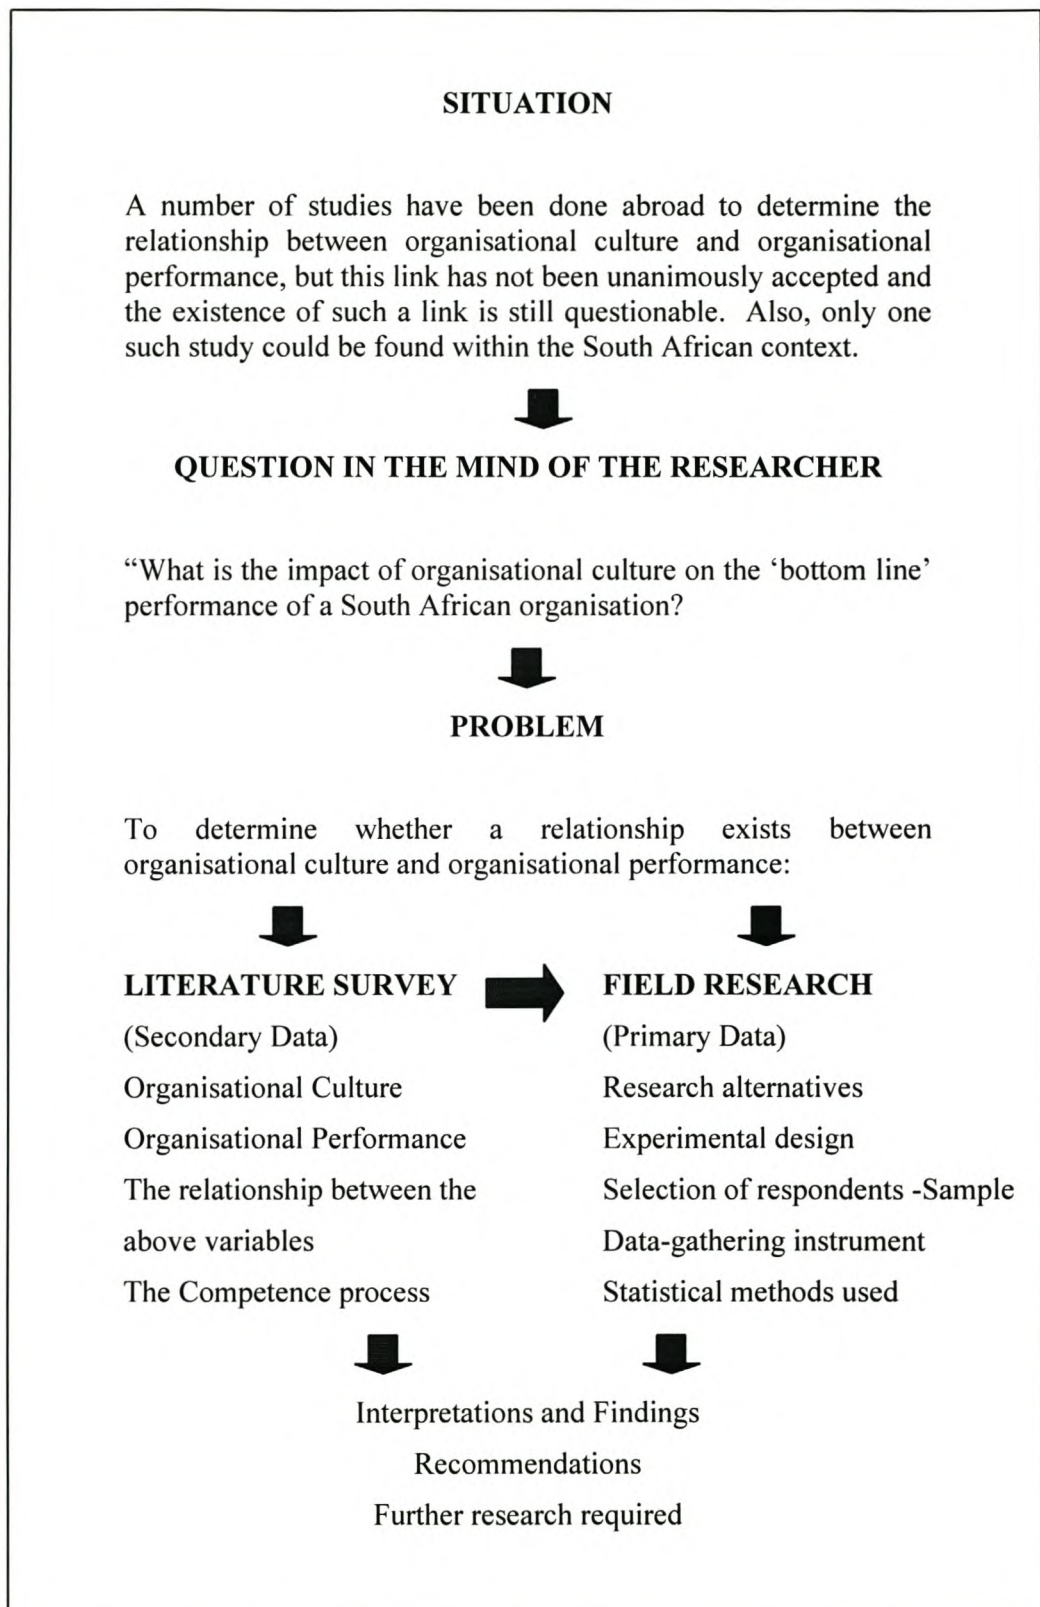 SITUATION
A number of studies have been done abroad to determine the
relationship between organisational culture and organisational
performance, but this link has not been unanimously accepted and
the existence of such a link is still questionable. Also, only one
such study could be found within the South African context.
QUESTION IN THE MIND OF THE RESEARCHER
“What is the impact of organisational culture on the ‘bottom line’
performance of a South African organisation?
PROBLEM
To determine whether a relationship exists between
organisational culture and organisational performance:
LITERATURE SURVEY
(Secondary Data)
Organisational Culture
Organisational Performance
The relationship between the
above variables
The Competence process
FIELD RESEARCH
(Primary Data)
Research alternatives
Experimental design
Selection of respondents -Sample
Data-gathering instrument
Statistical methods used
Interpretations and Findings
Recommendations
Further research required